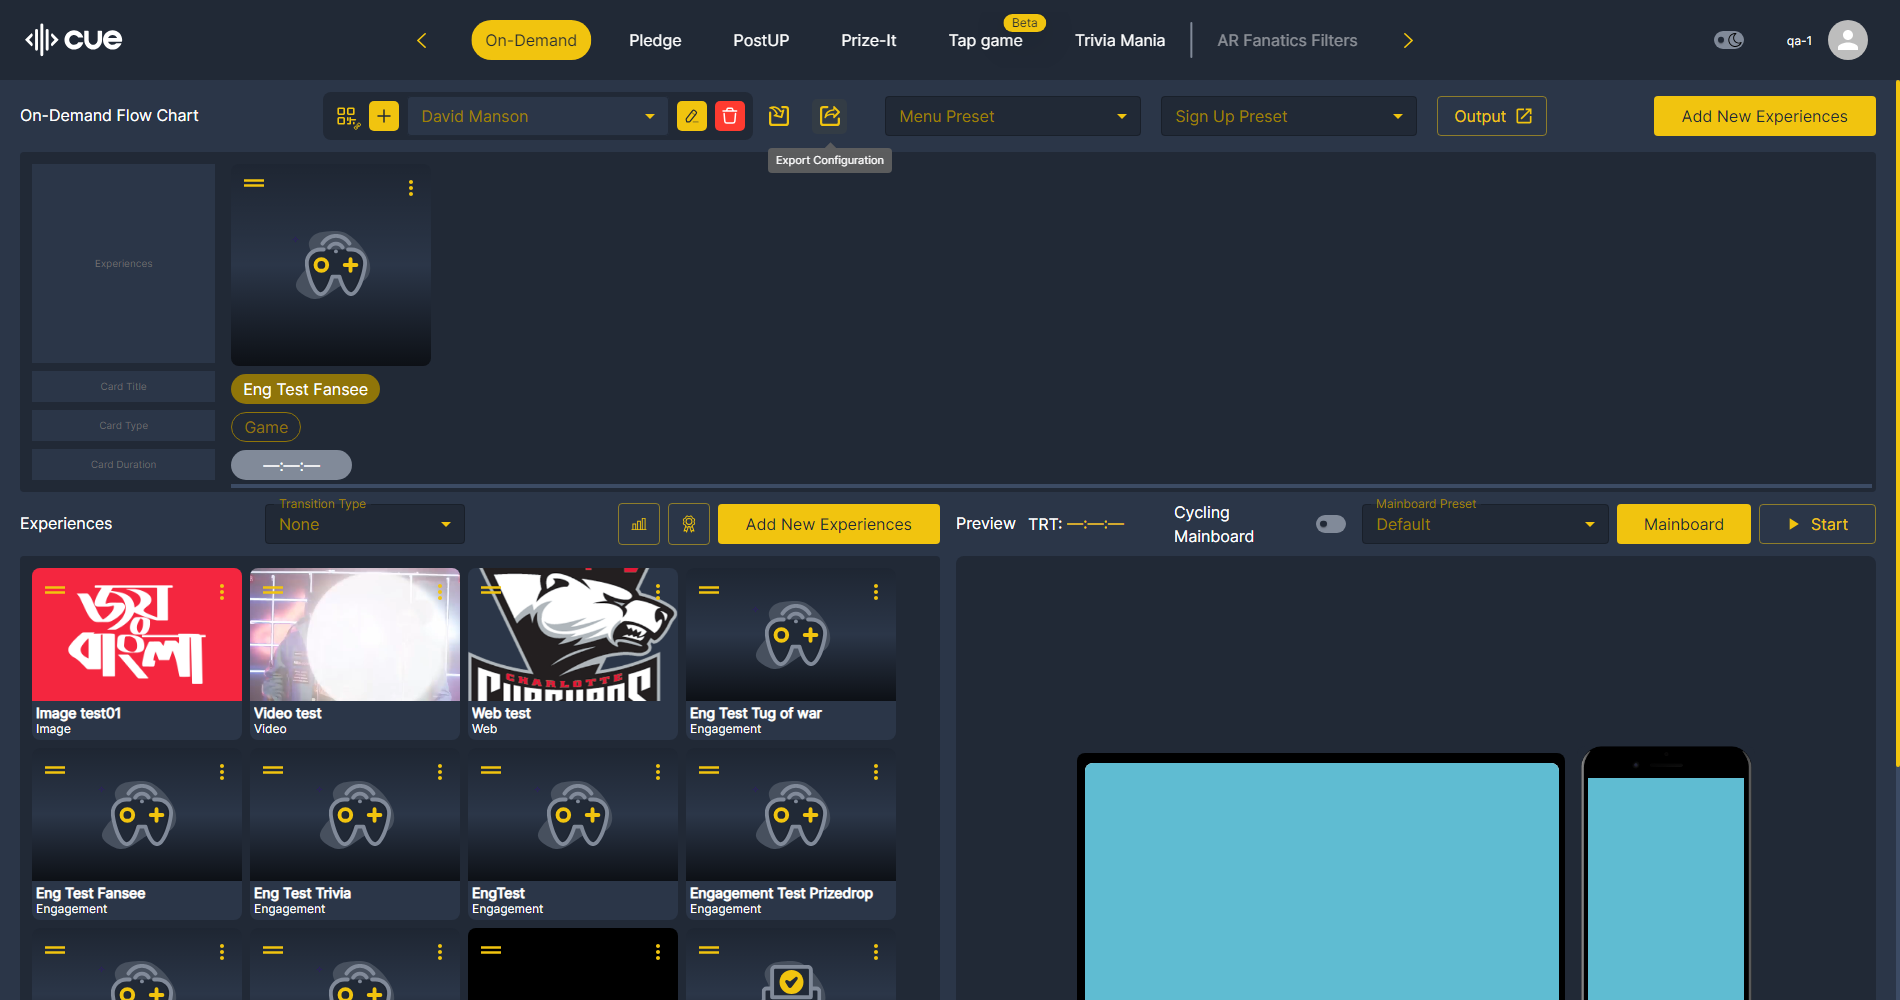 cue
On-Demand
Pledge
PostUP
Prize-It
Beta
Tap game
Trivia Mania
AR Fanatics Filters
qa-1
On-Demand Flow Chart
David Manson
Menu Preset
Sign Up Preset
Output
Add New Experiences
Export Configuration
Experiences
Card Title
Eng Test Fansee
Card Type
Game
Card Duration
—:—:—
Experiences
Transition Type
None
Add New Experiences
Preview
TRT: —:—:—
Cycling
Mainboard
Mainboard Preset
Default
Mainboard
Start
জয়
বাংলা
CHARLOTTE
Image test01
Image
Video test
Video
Web test
Web
Eng Test Tug of war
Engagement
Eng Test Fansee
Engagement
Eng Test Trivia
Engagement
EngTest
Engagement
Engagement Test Prizedrop
Engagement